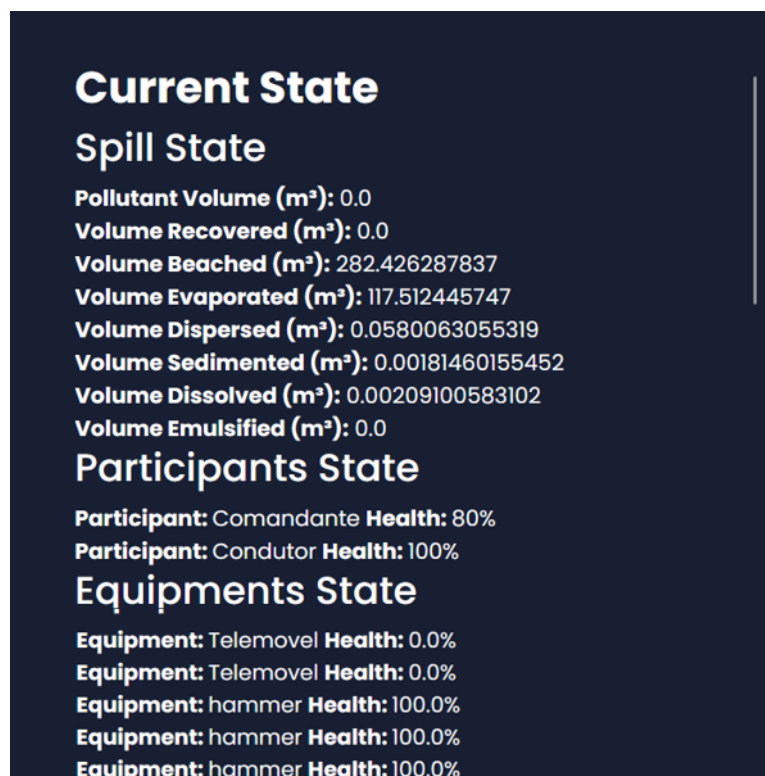 Current State
Spill State
Pollutant Volume (m³): 0.0
Volume Recovered (m³): 0.0
Volume Beached (m³): 282.426287837
Volume Evaporated (m³): 117.512445747
Volume Dispersed (m³): 0.0580063055319
Volume Sedimented (m³): 0.00181460155452
Volume Dissolved (m³): 0.00209100583102
Volume Emulsified (m³): 0.0
Participants State
Participant: Comandante Health: 80%
Participant: Condutor Health: 100%
Equipments State
Equipment: Telemovel Health: 0.0%
Equipment: Telemovel Health: 0.0%
Equipment: hammer Health: 100.0%
Equipment: hammer Health: 100.0%
Equipment: hammer Health: 100.0%